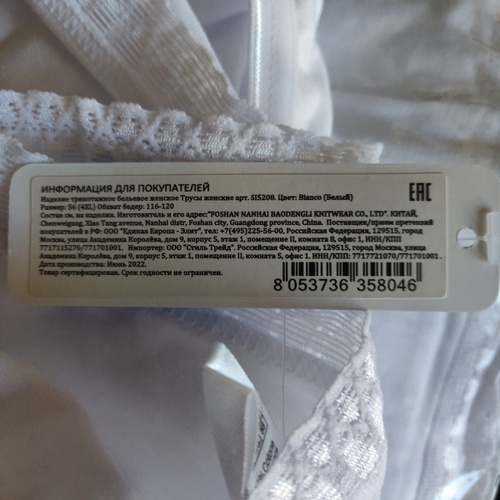 ИНФОРМАЦИЯ ДЛЯ ПОКУПАТЕЛЕЙ
EAC
Изделие трикотажное бельевое женское Трусы женские арт. SI5208. Цвет: Bianco (Белый)
Размер: 56 (4XL) Обхват бедер: 116-120
Состав см. на изделии. Изготовитель и его адрес:"FOSHAN NANHAI BAODENGLI KNITWEAR CO., LTD". КИТАЙ,
Chenweigang, Xiao Tang avenoe, Nanhai distr, Foshan city, Guangdong province, China. Поставщик/прием претензий
покупателей в РФ: ООО "Единая Европа - Элит", тел: +7(495)225-56-00, Российская Федерация, 129515, город
Москва, улица Академика Королёва, дом 9, корпус 5, этаж 1, помещение II, комната 8, офис 1, ИНН/КПП
7717115270/771701001. Импортер: ООО "Стиль Трейд", Российская Федерация, 129515, город Москва, улица
Академика Королёва, дом 9, корпус 5, этаж 1, помещение II, комната 5, офис 1. ИНН/КПП: 7717721070/771701001.
Дата производства: Июнь 2022.
Товар сертифицирован. Срок годности не ограничен.
8 053736 358046